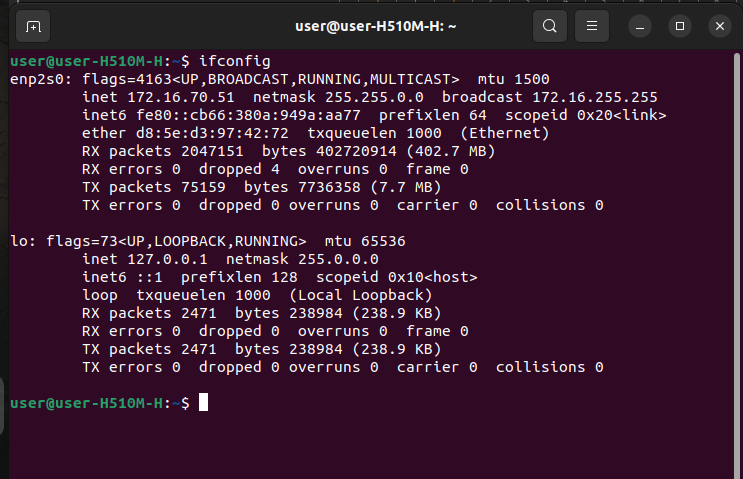 user@user-H510M-H: ~
user@user-H510M-H:~$ ifconfig
enp2s0: flags=4163<UP,BROADCAST,RUNNING,MULTICAST>  mtu 1500
        inet 172.16.70.51  netmask 255.255.0.0  broadcast 172.16.255.255
        inet6 fe80::cb66:380a:949a:aa77  prefixlen 64  scopeid 0x20<link>
        ether d8:5e:d3:97:42:72  txqueuelen 1000  (Ethernet)
        RX packets 2047151  bytes 402720914 (402.7 MB)
        RX errors 0  dropped 4  overruns 0  frame 0
        TX packets 75159  bytes 7736358 (7.7 MB)
        TX errors 0  dropped 0 overruns 0  carrier 0  collisions 0

lo: flags=73<UP,LOOPBACK,RUNNING>  mtu 65536
        inet 127.0.0.1  netmask 255.0.0.0
        inet6 ::1  prefixlen 128  scopeid 0x10<host>
        loop  txqueuelen 1000  (Local Loopback)
        RX packets 2471  bytes 238984 (238.9 KB)
        RX errors 0  dropped 0  overruns 0  frame 0
        TX packets 2471  bytes 238984 (238.9 KB)
        TX errors 0  dropped 0 overruns 0  carrier 0  collisions 0

user@user-H510M-H:~$